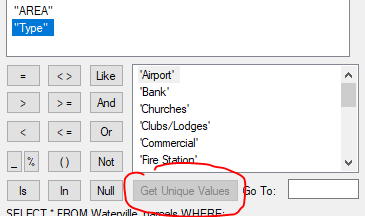 "AREA"
"Type"
= < > Like
'Airport'
'Bank'
> > = And
'Churches'
'Clubs/Lodges'
< < = Or
'Commercial'
_ % ( ) Not
'Fire Station'
Is In Null Get Unique Values Go To:
SELECT * FROM Waterville_Parcels WHERE: